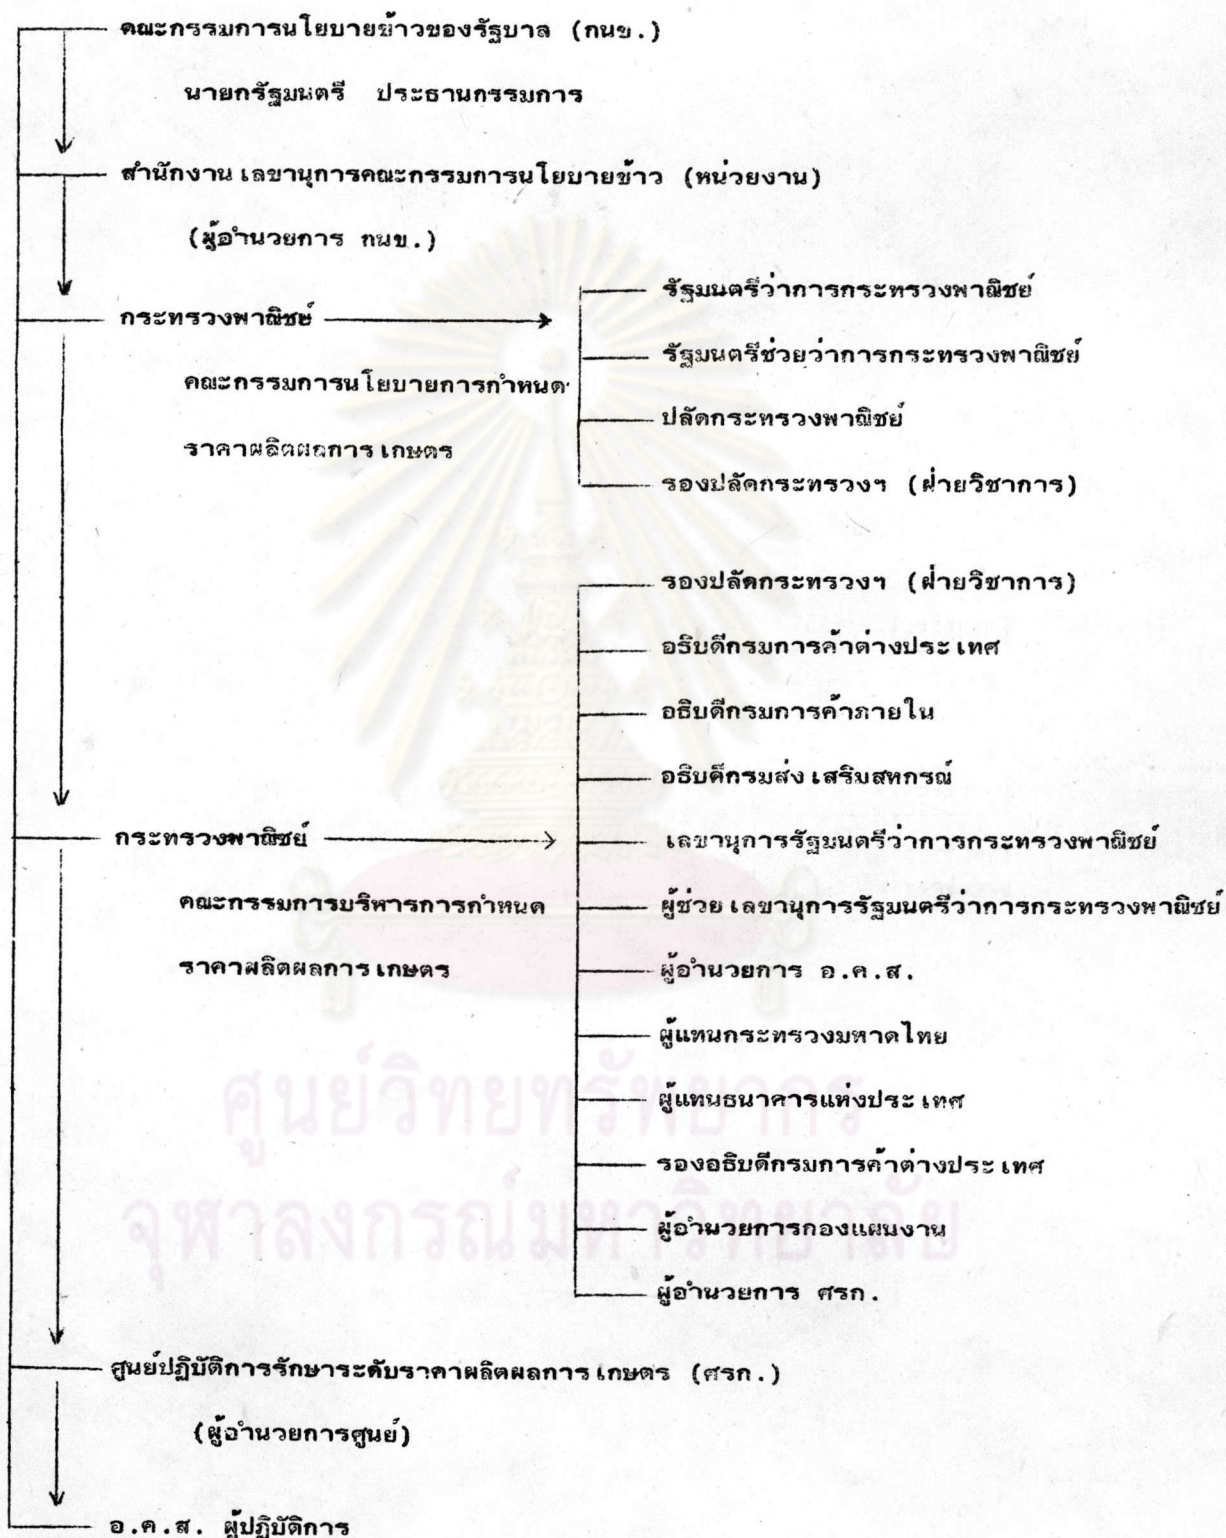 คณะกรรมการนโยบายข้าวของรัฐบาล (กนข.)
นายกรัฐมนตรี ประธานกรรมการ
สำนักงานเลขานุการคณะกรรมการนโยบายข้าว (หน่วยงาน)
(ผู้อำนวยการ กนข.)
รัฐมนตรีว่าการกระทรวงพาณิชย์
กระทรวงพาณิชย์
รัฐมนตรีช่วยว่าการกระทรวงพาณิชย์
คณะกรรมการนโยบายการกำหนด
ปลัดกระทรวงพาณิชย์
ราคาผลิตผลการเกษตร
รองปลัดกระทรวงฯ (ฝ่ายวิชาการ)
รองปลัดกระทรวงฯ (ฝ่ายวิชาการ)
อธิบดีกรมการค้าต่างประเทศ
อธิบดีกรมการค้าภายใน
อธิบดีกรมส่งเสริมสหกรณ์
กระทรวงพาณิชย์
เลขานุการรัฐมนตรีว่าการกระทรวงพาณิชย์
คณะกรรมการบริหารการกำหนด
ผู้ช่วยเลขานุการรัฐมนตรีว่าการกระทรวงพาณิชย์
ราคาผลิตผลการเกษตร
ผู้อำนวยการ อ.ค.ส.
ผู้แทนกระทรวงมหาดไทย
ผู้แทนธนาคารแห่งประเทศ
รองอธิบดีกรมการค้าต่างประเทศ
ผู้อำนวยการกองแผนงาน
ผู้อำนวยการ ศรก.
ศูนย์วิทยทรัพยากร
จุฬาลงกรณ์มหาวิทยาลัย
ศูนย์ปฏิบัติการรักษาระดับราคาผลิตผลการเกษตร (ศรก.)
(ผู้อำนวยการศูนย์)
อ.ค.ส. ผู้ปฏิบัติการ